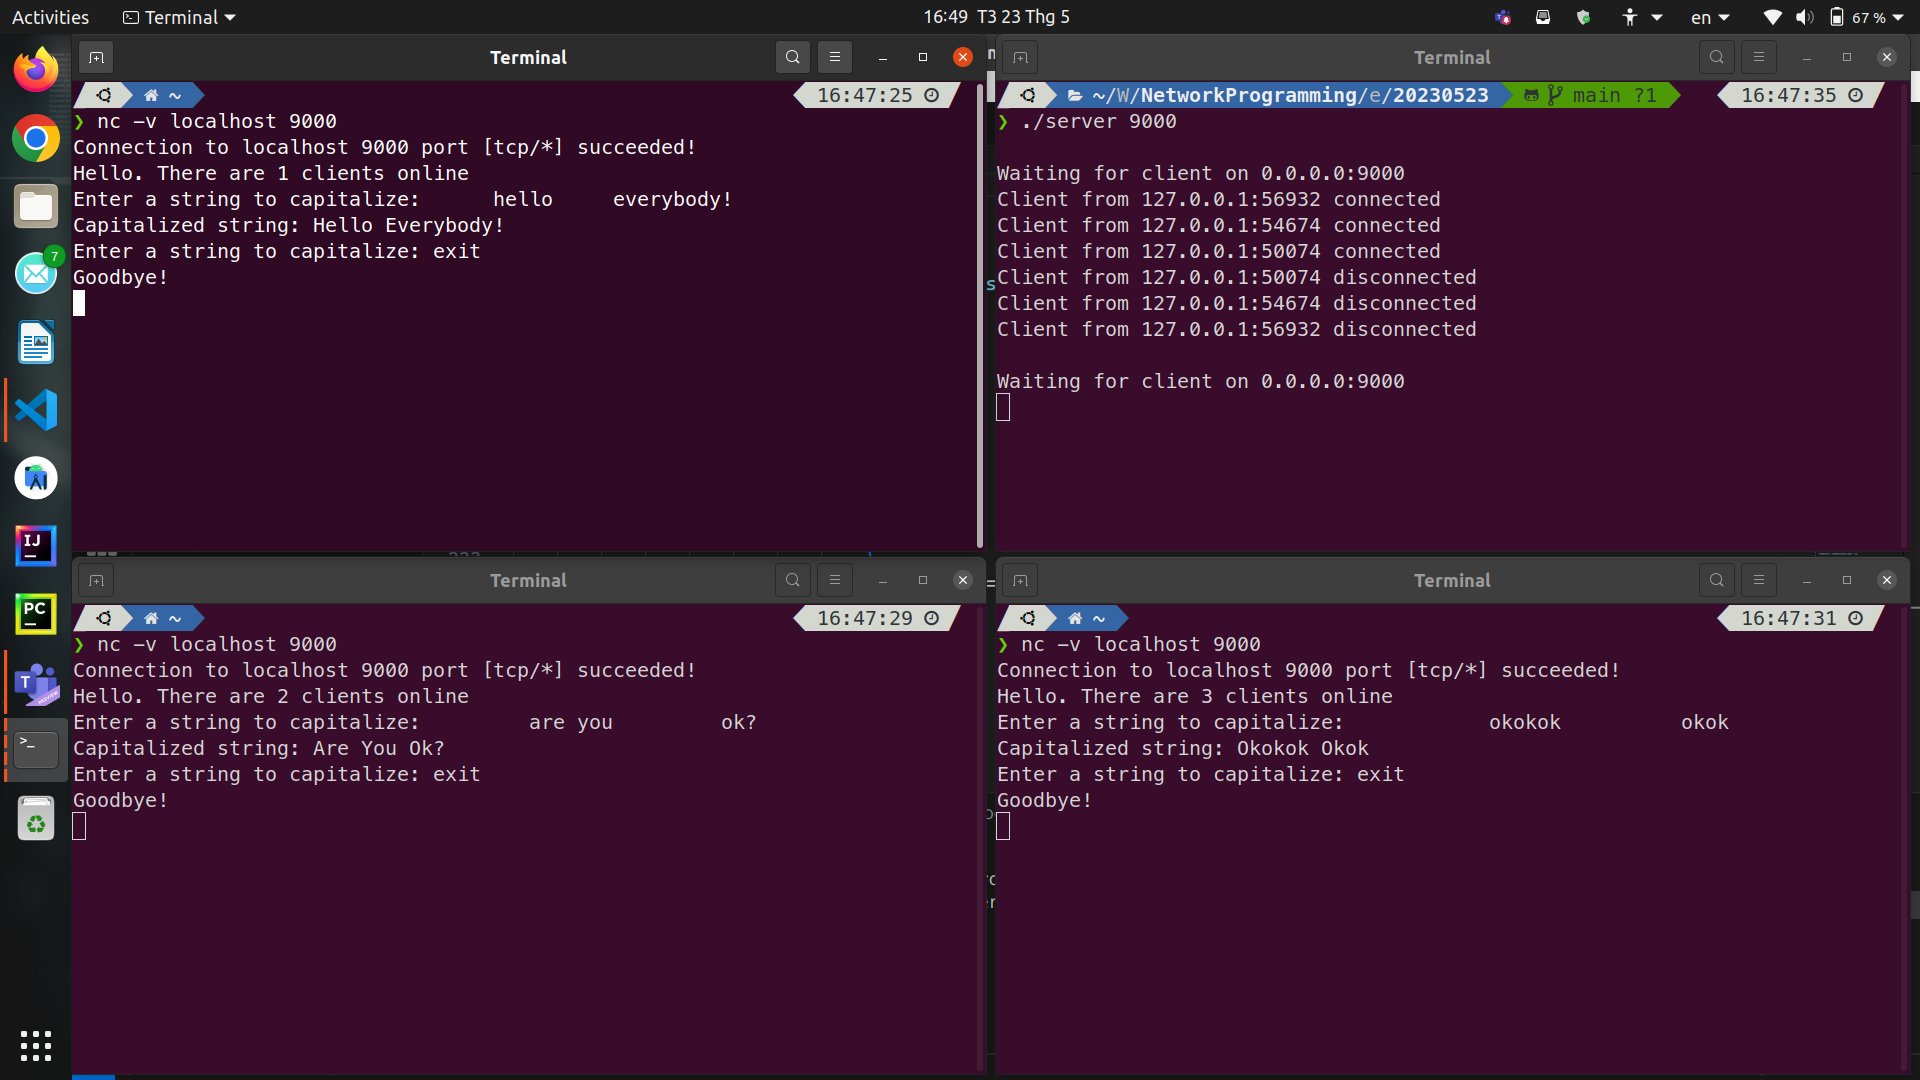 Activities
Terminal
16:49 T3 23 Thg 5
en
67 %
Terminal
~
16:47:25
❯ nc -v localhost 9000
Connection to localhost 9000 port [tcp/*] succeeded!
Hello. There are 1 clients online
Enter a string to capitalize:      hello     everybody!
Capitalized string: Hello Everybody!
Enter a string to capitalize: exit
Goodbye!
Terminal
~/W/NetworkProgramming/e/20230523
main ?1
16:47:35
❯ ./server 9000
Waiting for client on 0.0.0.0:9000
Client from 127.0.0.1:56932 connected
Client from 127.0.0.1:54674 connected
Client from 127.0.0.1:50074 connected
Client from 127.0.0.1:50074 disconnected
Client from 127.0.0.1:54674 disconnected
Client from 127.0.0.1:56932 disconnected
Waiting for client on 0.0.0.0:9000
Terminal
~
16:47:29
❯ nc -v localhost 9000
Connection to localhost 9000 port [tcp/*] succeeded!
Hello. There are 2 clients online
Enter a string to capitalize:         are you         ok?
Capitalized string: Are You Ok?
Enter a string to capitalize: exit
Goodbye!
Terminal
~
16:47:31
❯ nc -v localhost 9000
Connection to localhost 9000 port [tcp/*] succeeded!
Hello. There are 3 clients online
Enter a string to capitalize:            okokok          okok
Capitalized string: Okokok Okok
Enter a string to capitalize: exit
Goodbye!
7
IJ
PC
T
PREVIEW
>_